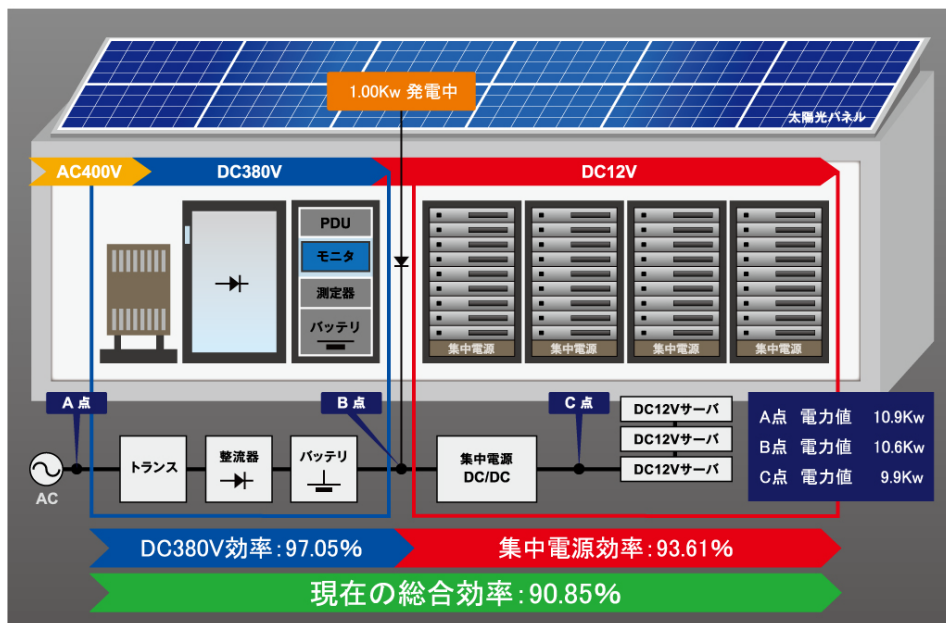 1.00Kw 発電中
太陽光パネル
AC400V
DC380V
DC12V
PDU
モニタ
測定器
バッテリ
集中電源
集中電源
集中電源
集中電源
A点
B点
C点
AC
トランス
整流器
バッテリ
集中電源
DC/DC
DC12Vサーバ
DC12Vサーバ
DC12Vサーバ
A点 電力値 10.9Kw
B点 電力値 10.6Kw
C点 電力値 9.9Kw
DC380V効率:97.05%
集中電源効率:93.61%
現在の総合効率:90.85%